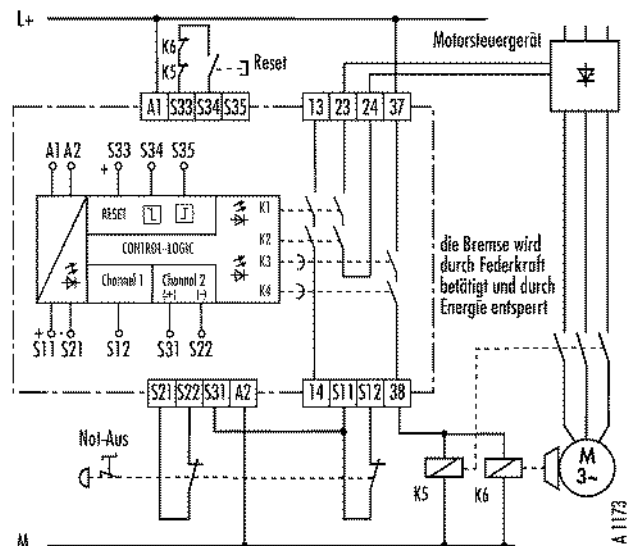 L+
K6
K5
Reset
Motorsteuergerät
A1 S33 S34 S35
13 23 24 37
A1 A2 S33 S34 S35
+
RESET
K1
CONTROL-LOGIC
K2
K3
Channel 1 Channel 2
(+) (-)
K4
die Bremse wird
durch Federkraft
betätigt und durch
Energie entsperrt
+ -
S11 S21 S12 S31 S22
S21 S22 S31 A2
14 S11 S12 38
Not-Aus
K5
K6
M
3~
M
A 1173